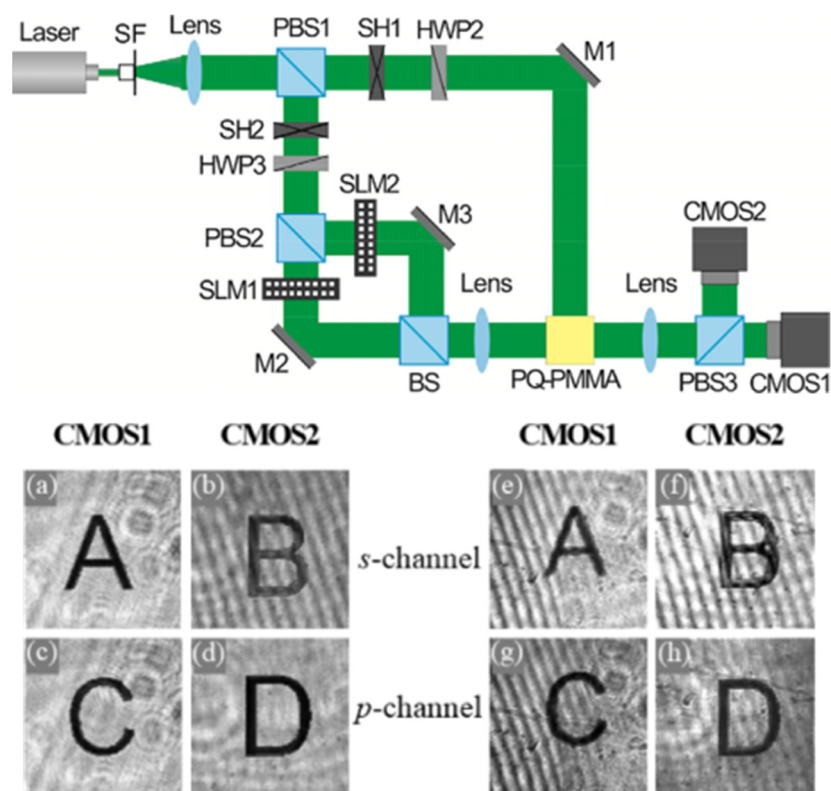 Laser SF Lens PBS1 SH1 HWP2 M1
SH2
HWP3
SLM2
M3
PBS2
CMOS2
SLM1
Lens
Lens
M2
BS
PQ-PMMA
PBS3
CMOS1
CMOS1 CMOS2 CMOS1 CMOS2
(a) (b) (e) (f)
A B s-channel A B
(c) (d) (g) (h)
C D p-channel C D